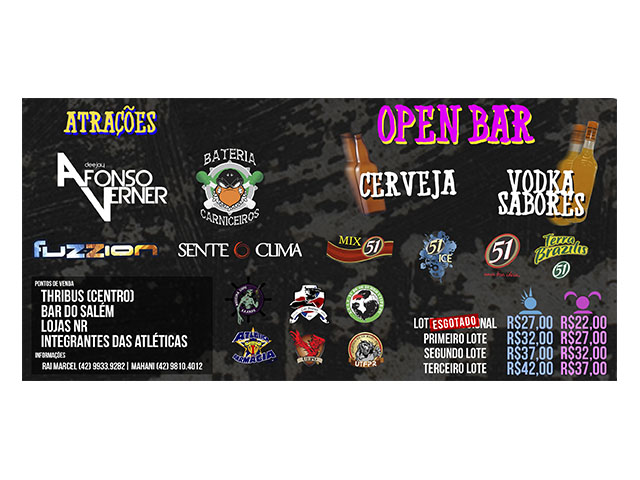 ATRAÇÕES
deejay
AFONSO
VERNER
BATERIA
CARNICEIROS
FUZZION
SENTE O CLIMA
OPEN BAR
CERVEJA
VODKA
SABORES
MIX 51
51
ICE
51
Terra
Brazilis
51
PONTOS DE VENDA
THRIBUS (CENTRO)
BAR DO SALÉM
LOJAS NR
INTEGRANTES DAS ATLÉTICAS
INFORMAÇÕES
RAI MARCEL (42) 9933.9282 | MAHANI (42) 9810.4012
UTFPR
LOT ESGOTADO NAL R$27,00 R$22,00
PRIMEIRO LOTE R$32,00 R$27,00
SEGUNDO LOTE R$37,00 R$32,00
TERCEIRO LOTE R$42,00 R$37,00